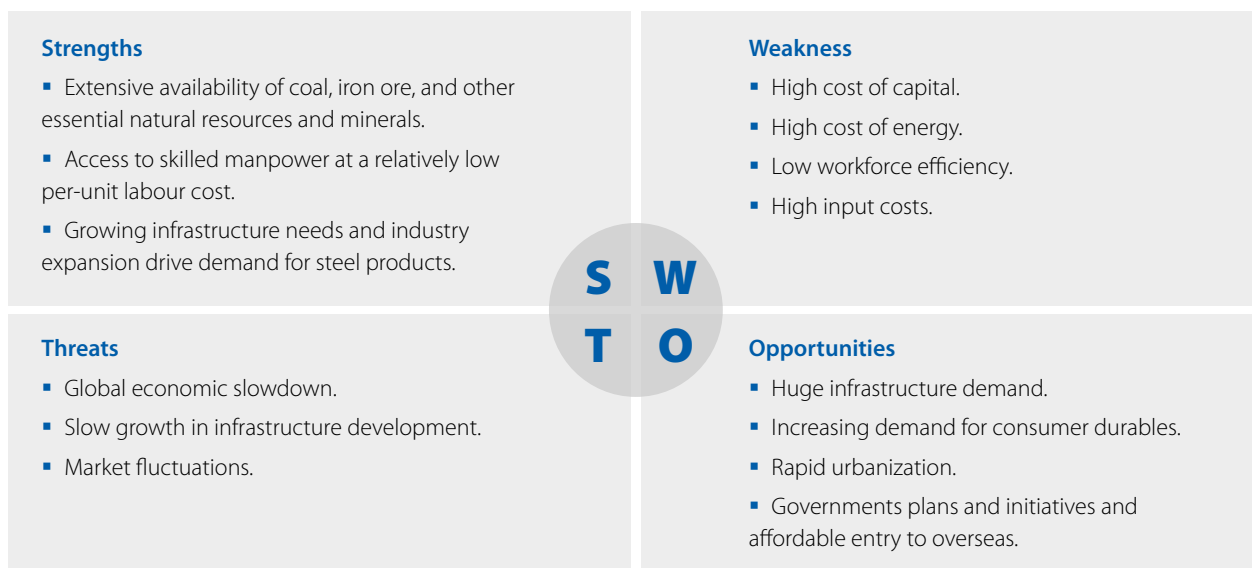 Strengths
▪ Extensive availability of coal, iron ore, and other
essential natural resources and minerals.
▪ Access to skilled manpower at a relatively low
per-unit labour cost.
▪ Growing infrastructure needs and industry
expansion drive demand for steel products.
Weakness
▪ High cost of capital.
▪ High cost of energy.
▪ Low workforce efficiency.
▪ High input costs.
S W
T O
Threats
▪ Global economic slowdown.
▪ Slow growth in infrastructure development.
▪ Market fluctuations.
Opportunities
▪ Huge infrastructure demand.
▪ Increasing demand for consumer durables.
▪ Rapid urbanization.
▪ Governments plans and initiatives and
affordable entry to overseas.